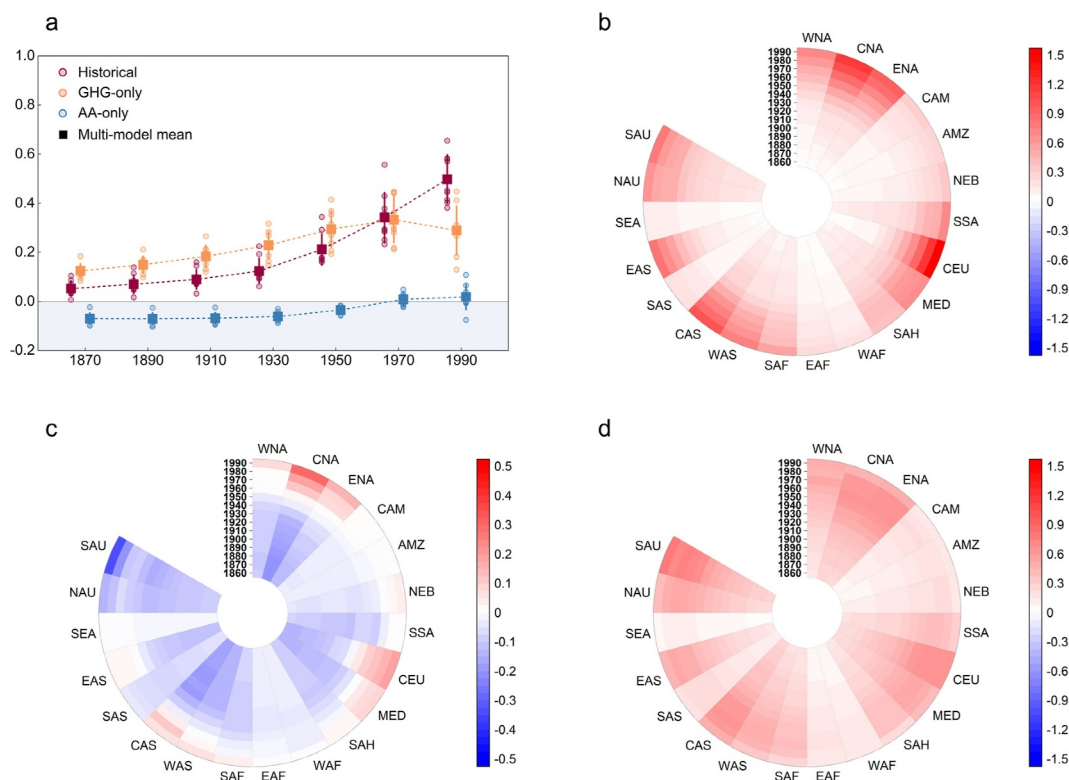 a
1.0
0.8
0.6
0.4
0.2
0.0
-0.2
Historical
GHG-only
AA-only
Multi-model mean
1870 1890 1910 1930 1950 1970 1990
b
WNA
CNA
ENA
CAM
AMZ
NEB
SSA
CEU
MED
SAH
WAF
EAF
SAF
WAS
CAS
SAS
EAS
SEA
NAU
SAU
1990
1980
1970
1960
1950
1940
1930
1920
1910
1900
1890
1880
1870
1860
1.5
1.2
0.9
0.6
0.3
0
-0.3
-0.6
-0.9
-1.2
-1.5
c
WNA
CNA
ENA
CAM
AMZ
NEB
SSA
CEU
MED
SAH
WAF
EAF
SAF
WAS
CAS
SAS
EAS
SEA
NAU
SAU
1990
1980
1970
1960
1950
1940
1930
1920
1910
1900
1890
1880
1870
1860
0.5
0.4
0.3
0.2
0.1
0
-0.1
-0.2
-0.3
-0.4
-0.5
d
WNA
CNA
ENA
CAM
AMZ
NEB
SSA
CEU
MED
SAH
WAF
EAF
SAF
WAS
CAS
SAS
EAS
SEA
NAU
SAU
1990
1980
1970
1960
1950
1940
1930
1920
1910
1900
1890
1880
1870
1860
1.5
1.2
0.9
0.6
0.3
0
-0.3
-0.6
-0.9
-1.2
-1.5